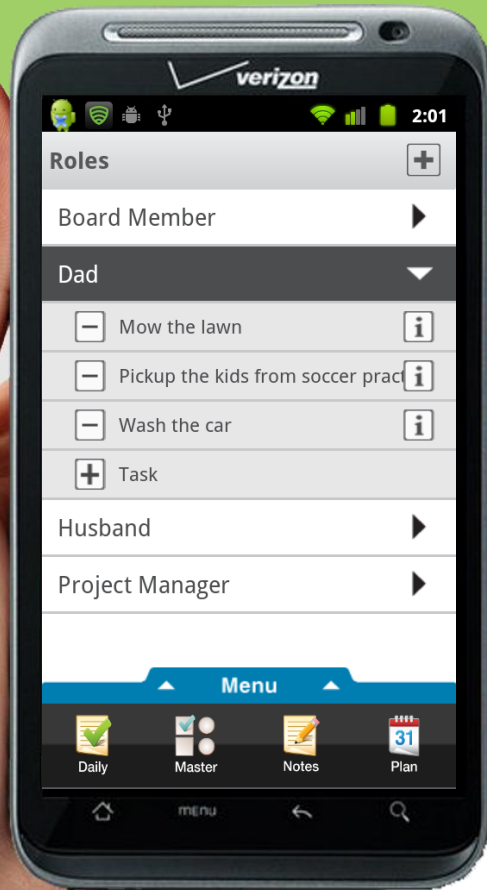 verizon
2:01
Roles
Board Member
Dad
Mow the lawn
Pickup the kids from soccer pract
Wash the car
Task
Husband
Project Manager
Menu
31
Daily Master Notes Plan
menu